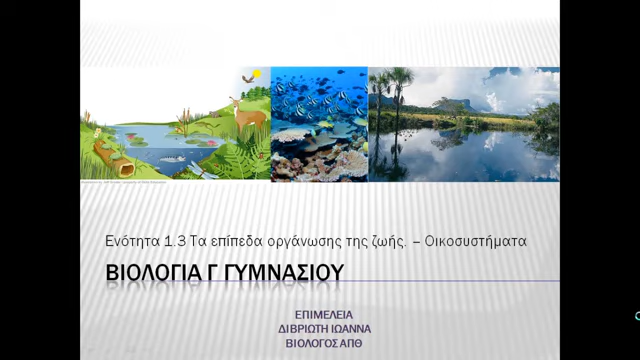 Ενότητα 1.3 Τα επίπεδα οργάνωσης της ζωής. – Οικοσυστήματα
ΒΙΟΛΟΓΙΑ Γ ΓΥΜΝΑΣΙΟΥ
ΕΠΙΜΕΛΕΙΑ
ΔΙΒΡΙΩΤΗ ΙΩΑΝΝΑ
ΒΙΟΛΟΓΟΣ ΑΠΘ